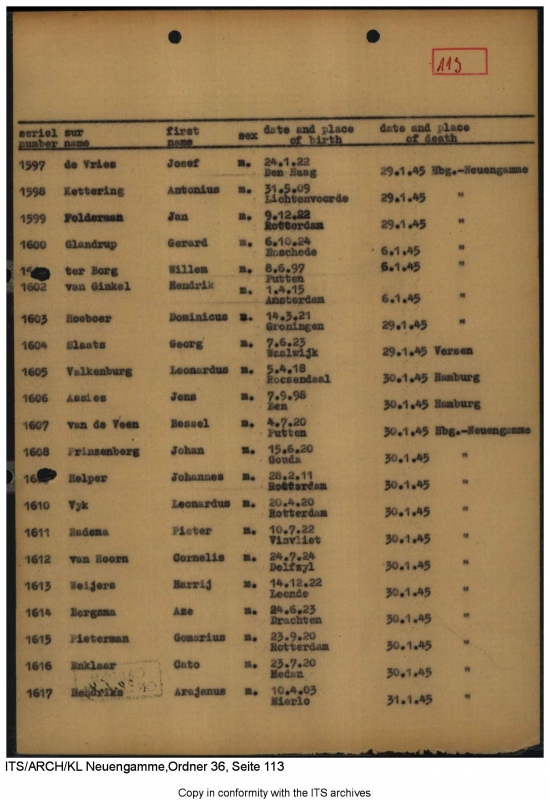 113
seriel sur first sex date and place date and place
number name name of birth of death
1597 de Vries Josef m. 24.1.22 29.1.45 Hbg.-Neuengamme
Den Haag
1598 Kettering Antonius m. 31.5.09 29.1.45 "
Lichtenvoorde
1599 Folderman Jan m. 9.12.22 29.1.45 "
Rotterdam
1600 Glandrup Gerard m. 6.10.24 6.1.45 "
Enschede
ter Borg Willem m. 8.6.97 6.1.45 "
Putten
1602 van Ginkel Hendrik m. 1.4.15 6.1.45 "
Amsterdam
1603 Hoeboer Dominicus m. 14.3.21 29.1.45 "
Groningen
1604 Slaats Georg m. 7.6.23 29.1.45 Versen
Waalwijk
1605 Valkenburg Leonardus m. 5.4.18 30.1.45 Hamburg
Roosendaal
1606 Assies Jens m. 7.9.98 30.1.45 Hamburg
Een
1607 van de Veen Bessel m. 4.7.20 30.1.45 Hbg.-Neuengamme
Putten
1608 Prinzenberg Johan m. 15.6.20 30.1.45 "
Gouda
Helper Johannes m. 28.2.11 30.1.45 "
Rotterdam
1610 Vyk Leonardus m. 20.4.20 30.1.45 "
Rotterdam
1611 Radema Pieter m. 10.7.22 30.1.45 "
Visvliet
1612 van Hoorn Cornelis m. 24.7.24 30.1.45 "
Delfzyl
1613 Weijers Harrij m. 14.12.22 30.1.45 "
Leende
1614 Bergsma Aze m. 24.6.23 30.1.45 "
Drachten
1615 Pieterman Gomarius m. 23.9.20 30.1.45 "
Rotterdam
1616 Enklaar Cato m. 23.7.20 30.1.45 "
Medan
1617 Hendriks Arajanus m. 10.4.03 31.1.45 "
Mierlo
ITS/ARCH/KL Neuengamme,Ordner 36, Seite 113
Copy in conformity with the ITS archives